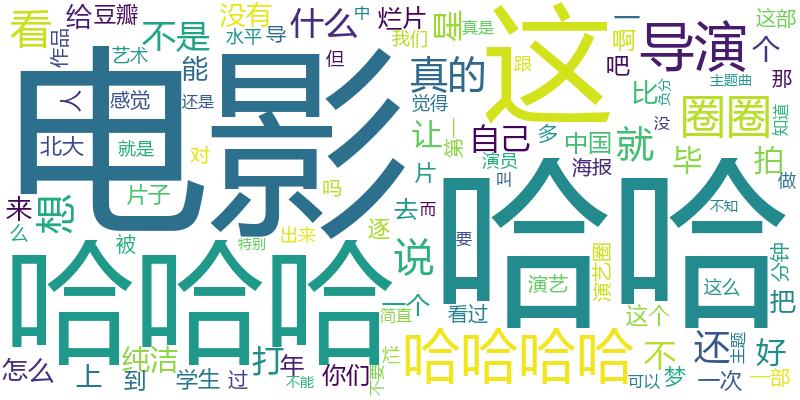 看 给 豆瓣 没有 什么 烂片 星 这 导演 一 啊 个 这部
作品 艺术 不是 水平 导 中 我们 真是 吧 那
电影 能 但 真的 跟 比 负分 主题曲
人 感觉 还是 觉得 圈圈 知道
北大 让 第一 自己 多 中国 就 没
就是 对 演员 毕 拍
片子 吗 片 叫 海报 做
来 想 去 而 哈哈 不知
么 被 特别 出来 逐 说 要 演艺圈 分钟
哈哈哈 一个 演艺 这么 把
简直 看过 这个
怎么 纯洁 打 年 烂 哈哈哈哈 不 还 主题 好
上 到 学生 过 不能 你们 不要 可以 梦 一次 一部